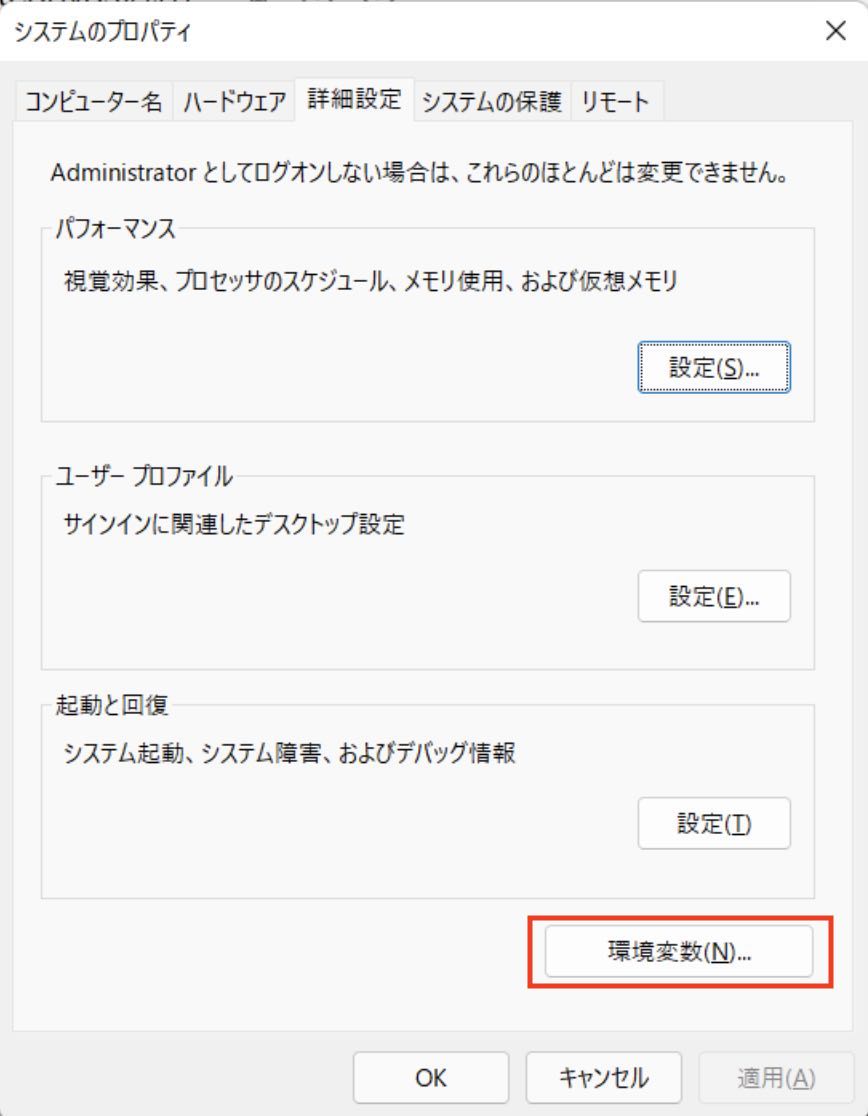 システムのプロパティ
コンピューター名 ハードウェア 詳細設定 システムの保護 リモート
Administrator としてログオンしない場合は、これらのほとんどは変更できません。
パフォーマンス
視覚効果、プロセッサのスケジュール、メモリ使用、および仮想メモリ
設定(S)...
ユーザー プロファイル
サインインに関連したデスクトップ設定
設定(E)...
起動と回復
システム起動、システム障害、およびデバッグ情報
設定(T)
環境変数(N)...
OK キャンセル 適用(A)